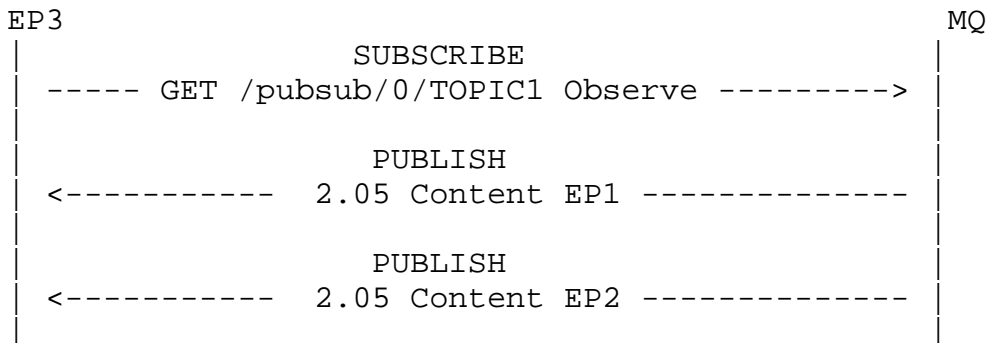 EP3 MQ
| SUBSCRIBE |
| ----- GET /pubsub/0/TOPIC1 Observe ---------> |
| |
| PUBLISH |
| <----------- 2.05 Content EP1 -------------- |
| |
| PUBLISH |
| <----------- 2.05 Content EP2 -------------- |
| |